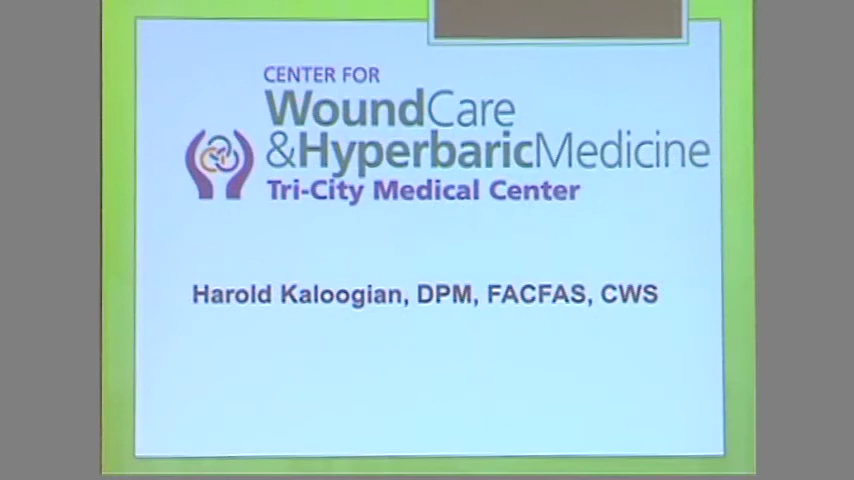 CENTER FOR
WoundCare
&HyperbaricMedicine
Tri-City Medical Center
Harold Kaloogian, DPM, FACFAS, CWS